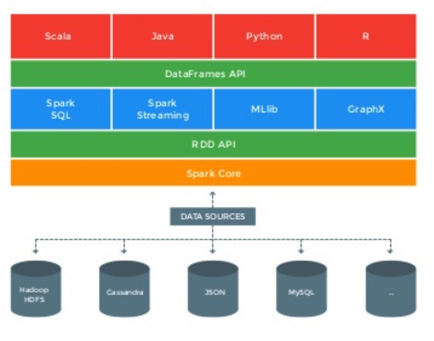 Scala Java Python R
DataFrames API
Spark SQL
Spark Streaming
MLlib
GraphX
RDD API
Spark Core
DATA SOURCES
Hadoop HDFS
Cassandra
JSON
MySQL
...